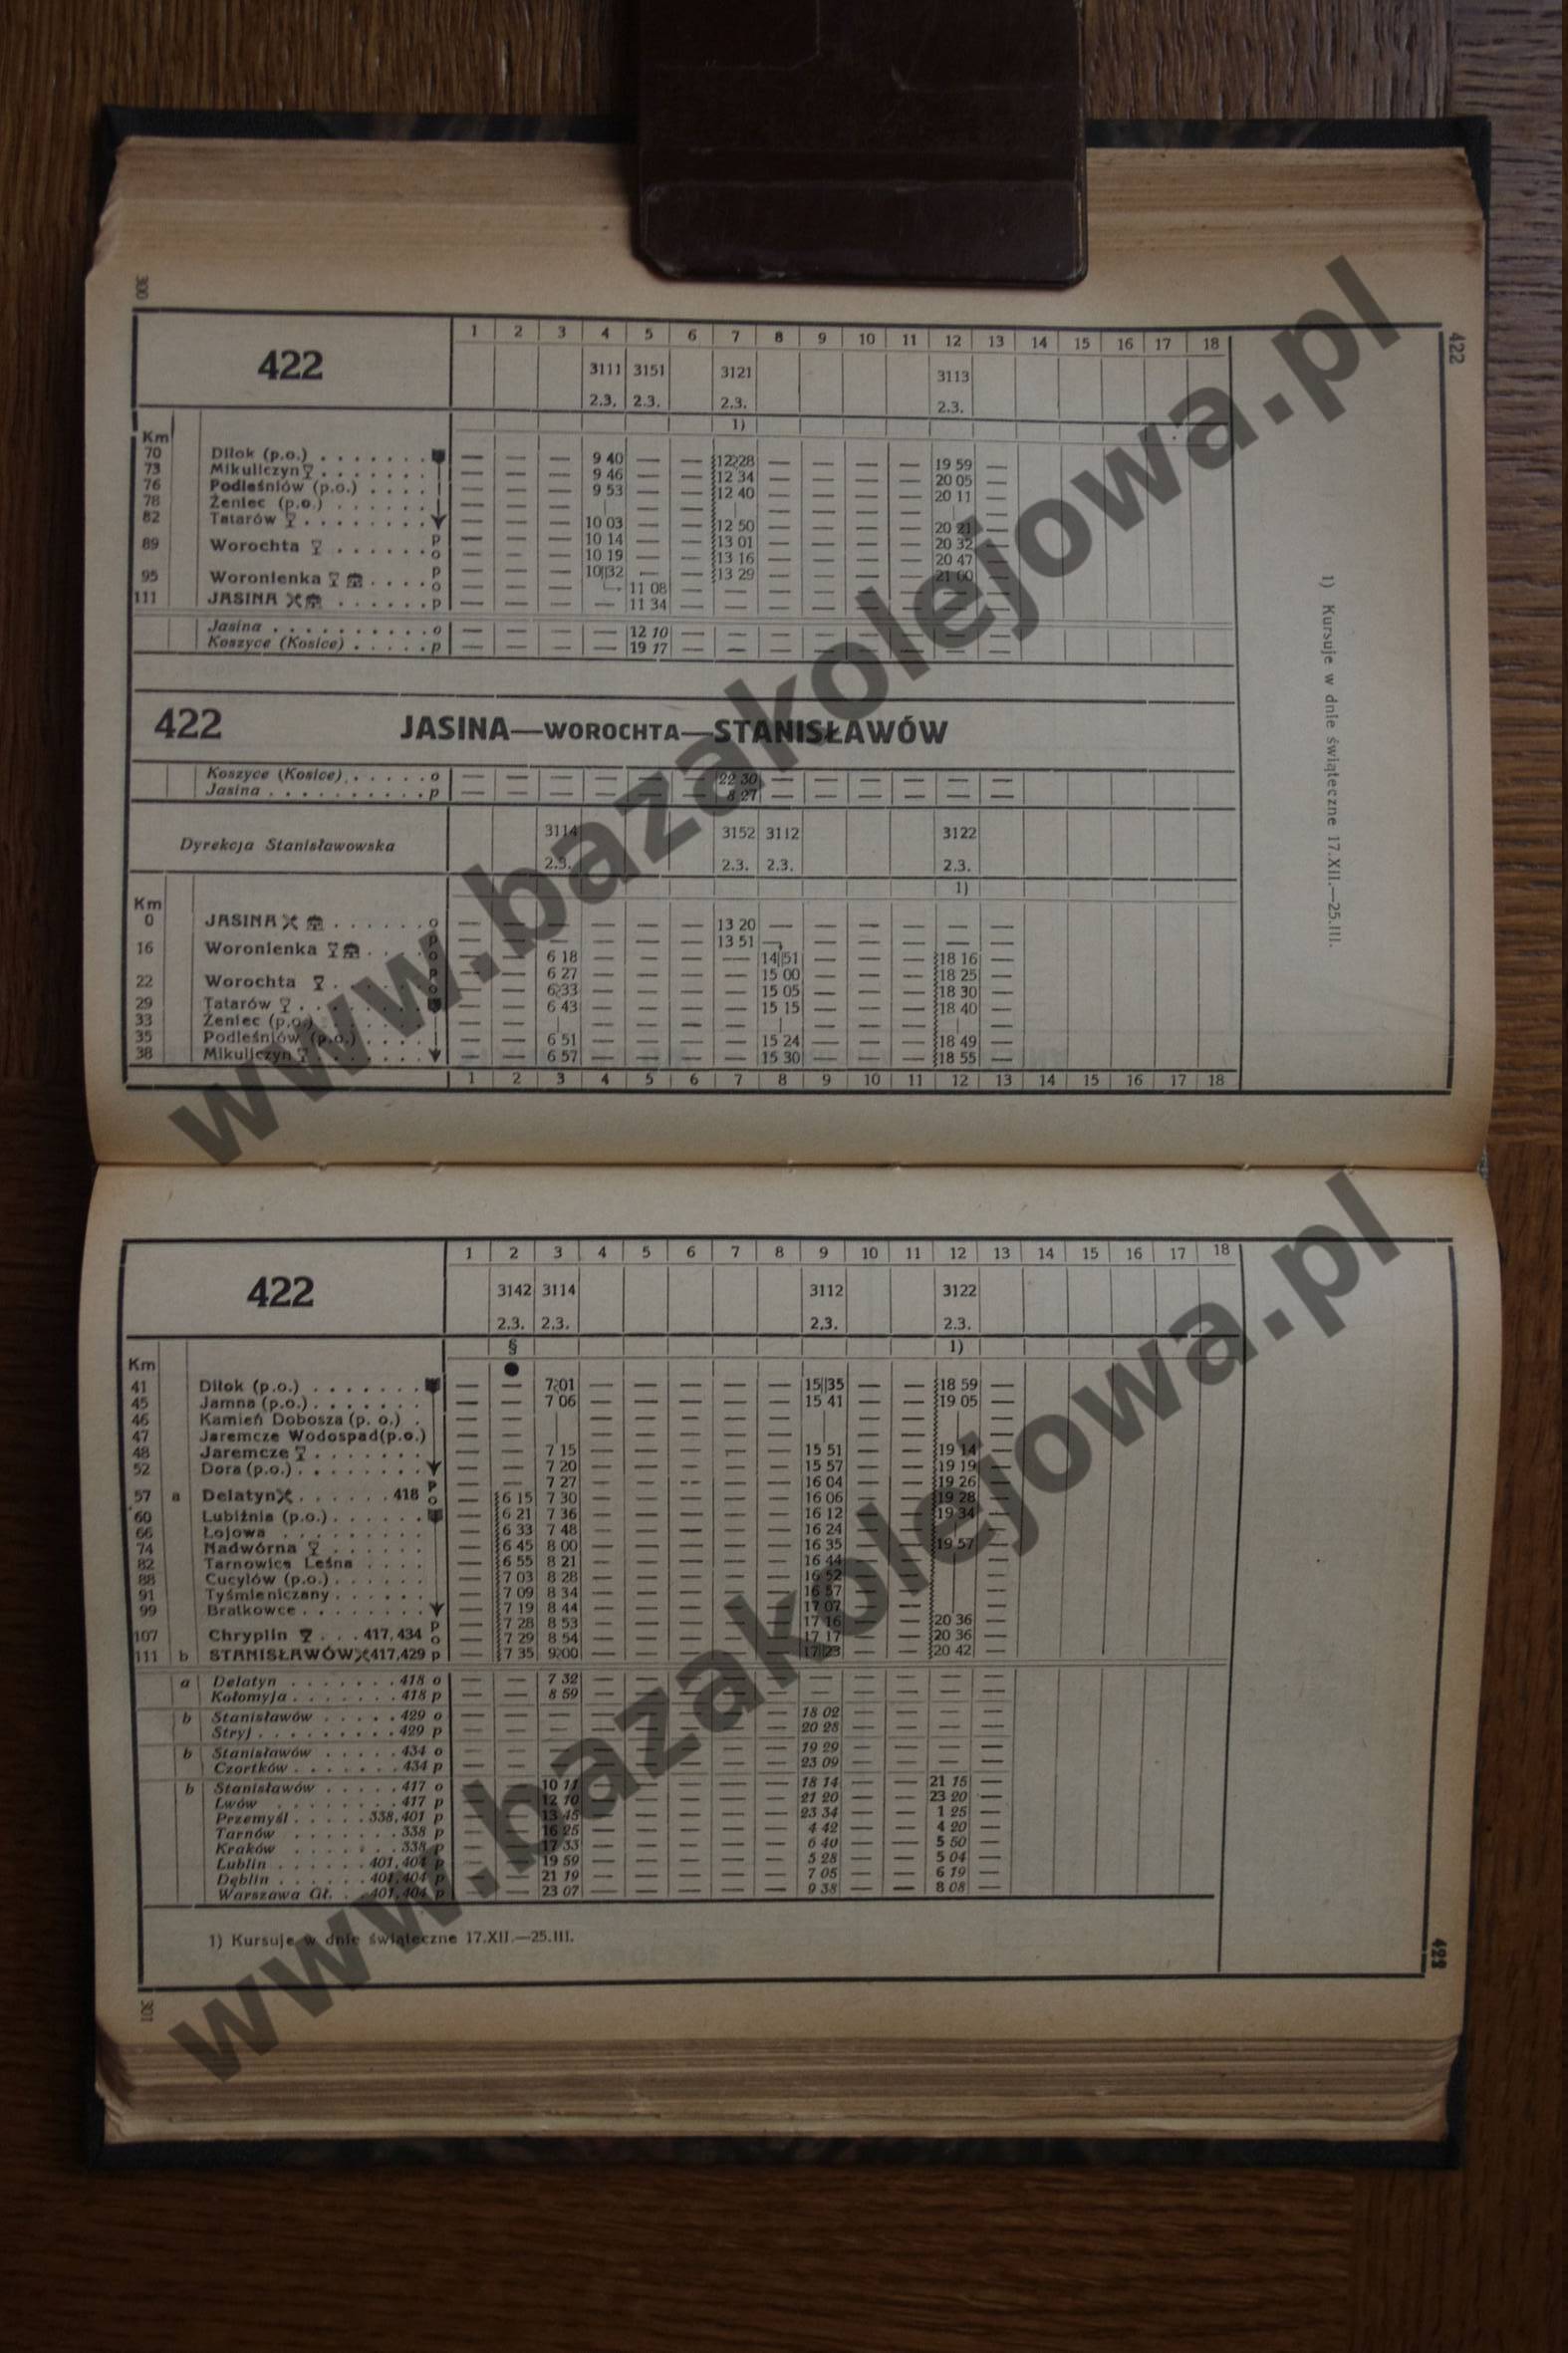 300
422
1 2 3 4 5 6 7 8 9 10 11 12 13 14 15 16 17 18
3111 3151 3121 3113
2.3. 2.3. 2.3. 2.3.
1)
Km
70 Diłok (p.o.) . . . . . . . — — — 9 40 — — 12 28 — — — — 19 59 —
73 Mikuliczyn . . . . . . . — — — 9 46 — — 12 34 — — — — 20 05 —
76 Podleśniów (p.o.) . . . . — — — 9 53 — — 12 40 — — — — 20 11 —
78 Żeniec (p.o.) . . . . . . — — — | — — | — — — — | —
82 Tatarów . . . . . . . . — — — 10 03 — — 12 50 — — — — 20 21 —
p — — — 10 14 — — 13 01 — — — — 20 32 —
89 Worochta . . . . . . o — — — 10 19 — — 13 16 — — — — 20 47 —
95 Woronienka . . . . p — — — 10 32 — — 13 29 — — — — 21 00 —
o — — — 11 08 — — — — — — — —
111 JASINA . . . . . . p — — — — 11 34 — — — — — — — —
Jasina . . . . . . . . . . o — — — — 12 10 — — — — — — — —
Koszyce (Kosice) . . . . . p — — — — 19 17 — — — — — — — —
422 JASINA—WOROCHTA—STANISŁAWÓW
Koszyce (Kosice) . . . . . o — — — — — — 22 30 — — — — — —
Jasina . . . . . . . . . . p — — — — — — 8 27 — — — — — —
Dyrekcja Stanisławowska
3114 3152 3112 3122
2.3. 2.3. 2.3. 2.3.
1)
Km
0 JASINA . . . . . . o — — — — — — 13 20 — — — — — —
16 Woronienka . . . . p — — — — — — 13 51 — — — — —
o — — 6 18 — — — — 14 51 — — — 18 16 —
22 Worochta . . . . . . p — — 6 27 — — — — 15 00 — — — 18 25 —
o — — 6 33 — — — — 15 05 — — — 18 30 —
29 Tatarów . . . . . . . — — 6 43 — — — — 15 15 — — — 18 40 —
33 Żeniec (p.o.) . . . . . — — | — — — — | — — — | —
35 Podleśniów (p.o.) . . . . — — 6 51 — — — — 15 24 — — — 18 49 —
38 Mikuliczyn . . . . . . . — — 6 57 — — — — 15 30 — — — 18 55 —
1 2 3 4 5 6 7 8 9 10 11 12 13 14 15 16 17 18
422
1) Kursuje w dnie świąteczne 17.XII.—25.III.
www.bazakolejowa.pl
422
1 2 3 4 5 6 7 8 9 10 11 12 13 14 15 16 17 18
3142 3114 3112 3122
2.3. 2.3. 2.3. 2.3.
§ 1)
Km
41 Diłok (p.o.) . . . . . . . — — 7 01 — — — — — 15 35 — — 18 59 —
45 Jamna (p.o.) . . . . . . . — — 7 06 — — — — — 15 41 — — 19 05 —
46 Kamień Dobosza (p. o.) . — — | — — — — — | — — | —
47 Jaremcze Wodospad(p.o.) — — | — — — — — | — — | —
48 Jaremcze . . . . . . . — — 7 15 — — — — — 15 51 — — 19 14 —
52 Dora (p.o.) . . . . . . . . — — 7 20 — — — — — 15 57 — — 19 19 —
p — — 7 27 — — — — — 16 04 — — 19 26 —
57 a Delatyn . . . . . . 418 o — 6 15 7 30 — — — — — 16 06 — — 19 28 —
60 Lubiżnia (p.o.) . . . . . . — 6 21 7 36 — — — — — 16 12 — — 19 34 —
66 Łojowa . . . . . . . . . — 6 33 7 48 — — — — — 16 24 — — | —
74 Nadwórna . . . . . . — 6 45 8 00 — — — — — 16 35 — — 19 57 —
82 Tarnowica Leśna . . . . — 6 55 8 21 — — — — — 16 44 — — | —
88 Cucyłów (p.o.) . . . . . . — 7 03 8 28 — — — — — 16 52 — — | —
91 Tyśmieniczany . . . . . . — 7 09 8 34 — — — — — 16 57 — — | —
99 Bratkowce . . . . . . . . — 7 19 8 44 — — — — — 17 07 — — | —
p — 7 28 8 53 — — — — — 17 16 — — 20 36 —
107 Chryplin . . . 417, 434 o — 7 29 8 54 — — — — — 17 17 — — 20 36 —
111 b STANISŁAWÓW 417,429 p — 7 35 9 00 — — — — — 17 23 — — 20 42 —
a Delatyn . . . . . . . 418 o — — 7 32 — — — — — — — — — —
Kołomyja . . . . . . . 418 p — — 8 59 — — — — — — — — — —
b Stanisławów . . . . . 429 o — — — — — — — — 18 02 — — — —
Stryj . . . . . . . . . 429 p — — — — — — — — 20 28 — — — —
b Stanisławów . . . . . 434 o — — — — — — — — 19 29 — — — —
Czortków . . . . . . . 434 p — — — — — — — — 23 09 — — — —
b Stanisławów . . . . . 417 o — — 10 11 — — — — — 18 14 — — 21 15 —
Lwów . . . . . . . 417 p — — 12 10 — — — — — 21 20 — — 23 20 —
Przemyśl . . . . . 338, 401 p — — 13 45 — — — — — 23 34 — — 1 25 —
Tarnów . . . . . . . 338 p — — 16 25 — — — — — 4 42 — — 4 20 —
Kraków . . . . . . . 338 p — — 17 33 — — — — — 6 40 — — 5 50 —
Lublin . . . . . . 401, 404 p — — 19 59 — — — — — 5 28 — — 5 04 —
Dęblin . . . . . . 401, 404 p — — 21 19 — — — — — 7 05 — — 6 19 —
Warszawa Gł. . . 401, 404 p — — 23 07 — — — — — 9 38 — — 8 08 —
1) Kursuje w dnie świąteczne 17.XII.—25.III.
422
301
www.bazakolejowa.pl